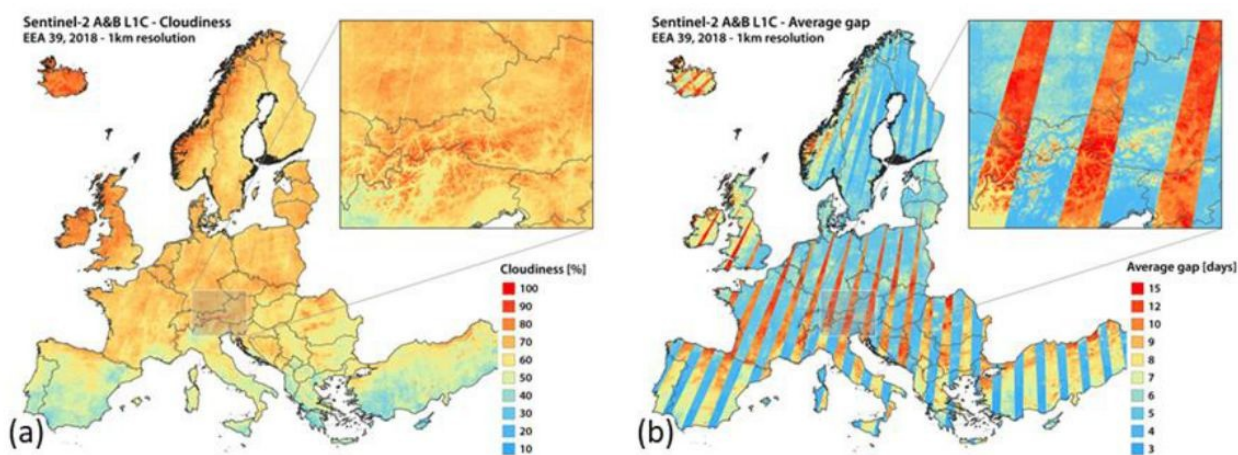 Sentinel-2 A&B L1C - Cloudiness
EEA 39, 2018 - 1km resolution
Cloudiness [%]
100
90
80
70
60
50
40
30
20
10
(a)
Sentinel-2 A&B L1C - Average gap
EEA 39, 2018 - 1km resolution
Average gap [days]
15
12
10
9
8
7
6
5
4
3
(b)